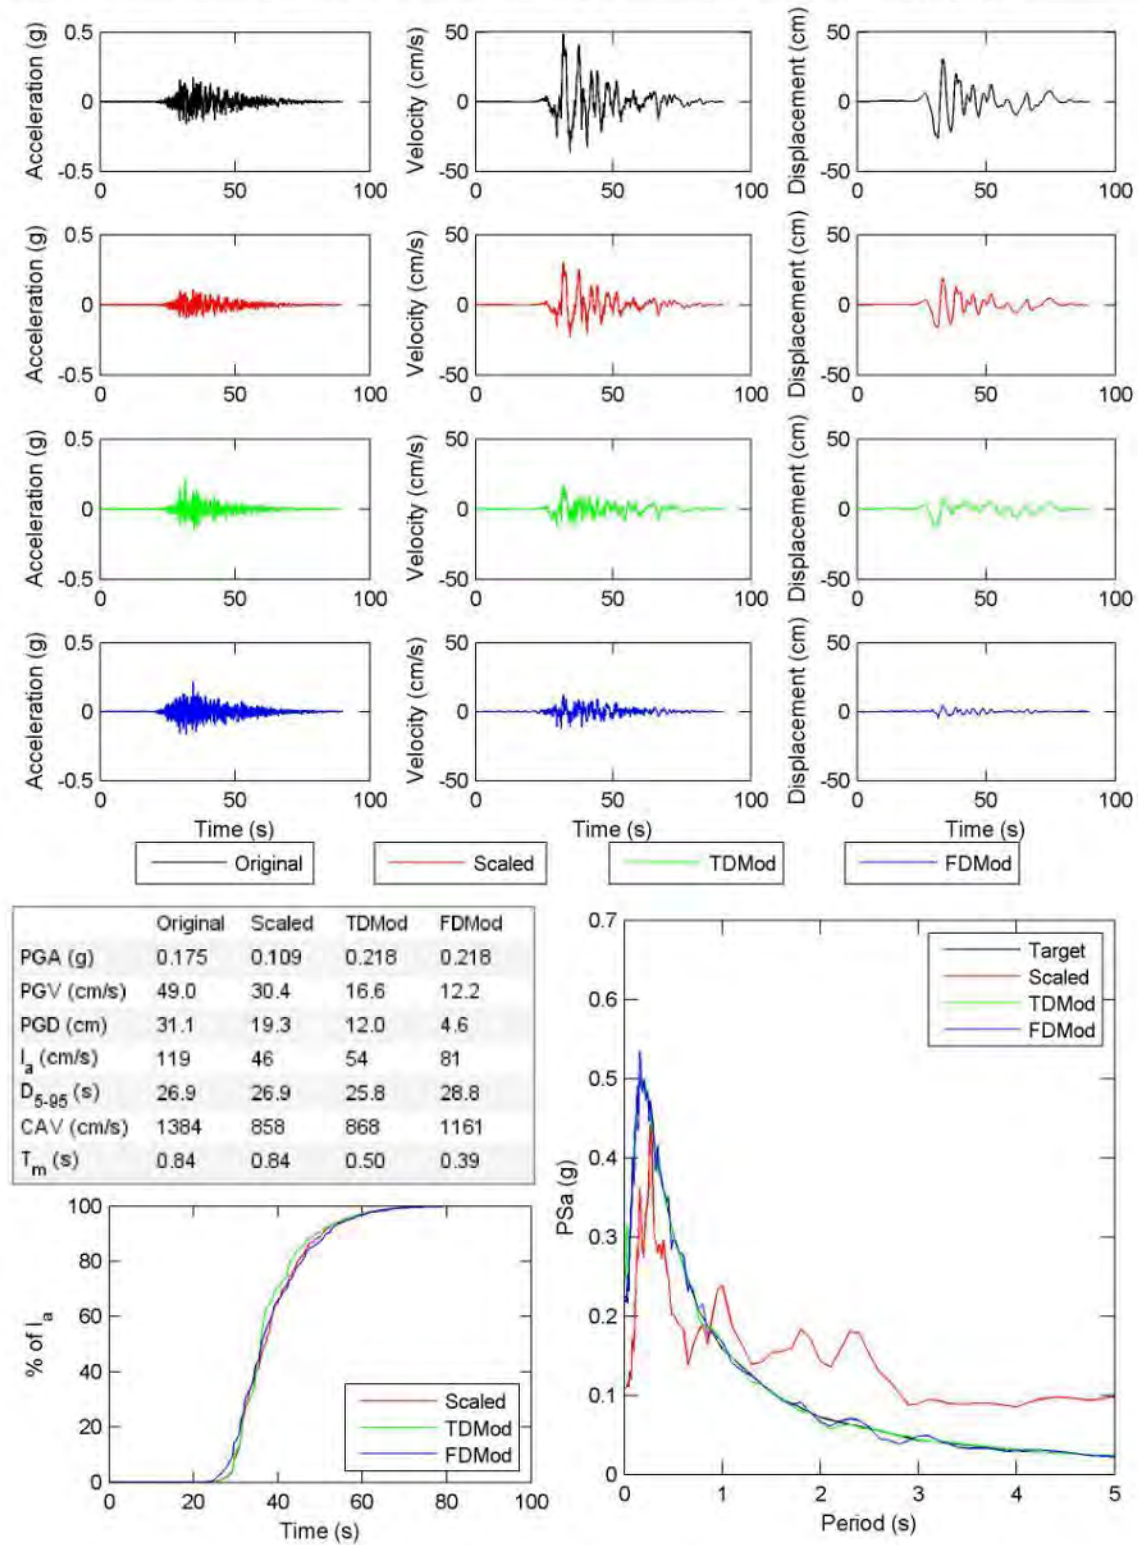 Acceleration (g)
0.5
0
-0.5
0
50
100
Velocity (cm/s)
50
0
-50
0
50
100
Displacement (cm)
50
0
-50
0
50
100
Acceleration (g)
0.5
0
-0.5
0
50
100
Velocity (cm/s)
50
0
-50
0
50
100
Displacement (cm)
50
0
-50
0
50
100
Acceleration (g)
0.5
0
-0.5
0
50
100
Velocity (cm/s)
50
0
-50
0
50
100
Displacement (cm)
50
0
-50
0
50
100
Acceleration (g)
0.5
0
-0.5
0
50
100
Time (s)
Velocity (cm/s)
50
0
-50
0
50
100
Time (s)
Displacement (cm)
50
0
-50
0
50
100
Time (s)
Original
Scaled
TDMod
FDMod
Original Scaled TDMod FDMod
PGA (g) 0.175 0.109 0.218 0.218
PGV (cm/s) 49.0 30.4 16.6 12.2
PGD (cm) 31.1 19.3 12.0 4.6
I_a (cm/s) 119 46 54 81
D_5-95 (s) 26.9 26.9 25.8 28.8
CAV (cm/s) 1384 858 868 1161
T_m (s) 0.84 0.84 0.50 0.39
% of I_a
100
80
60
40
20
0
0
20
40
60
80
100
Time (s)
Scaled
TDMod
FDMod
PSa (g)
0.7
0.6
0.5
0.4
0.3
0.2
0.1
0
0
1
2
3
4
5
Period (s)
Target
Scaled
TDMod
FDMod